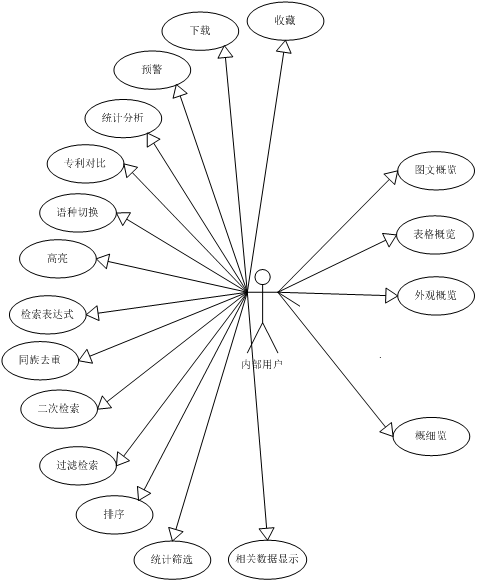 收藏
下载
预警
统计分析
专利对比
图文概览
语种切换
表格概览
高亮
外观概览
检索表达式
同族去重
内部用户
二次检索
概细览
过滤检索
排序
统计筛选
相关数据显示